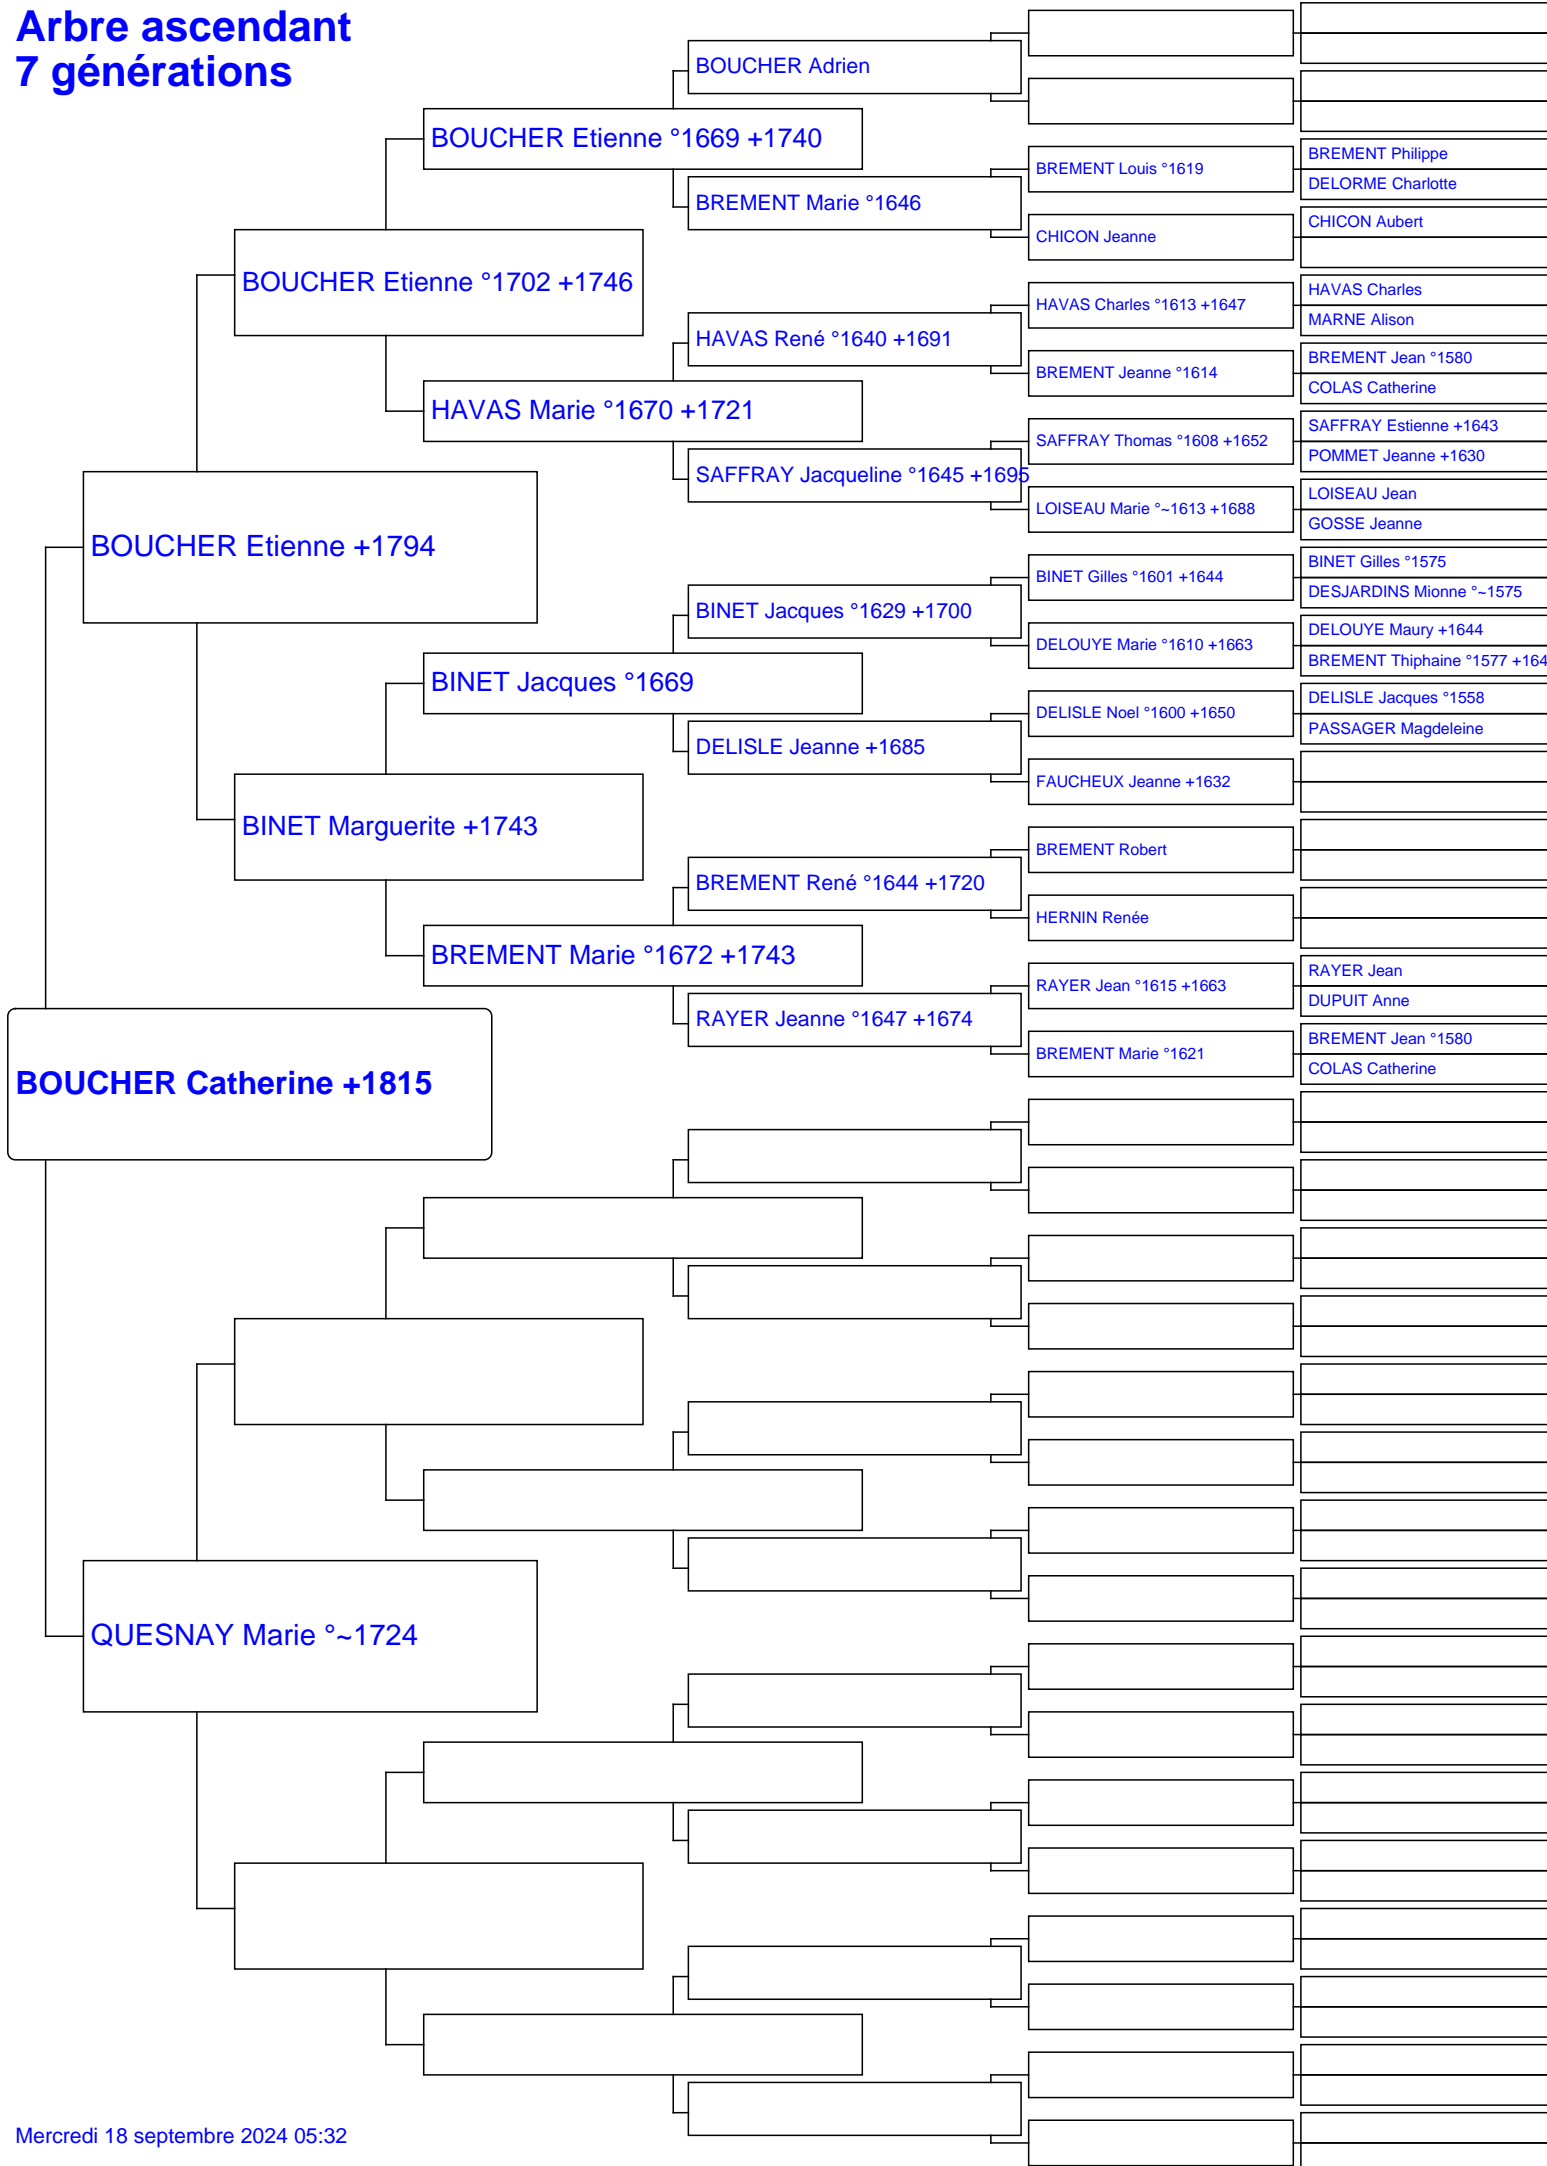 Arbre ascendant
7 générations
BOUCHER Adrien
BOUCHER Etienne °1669 +1740
BREMENT Philippe
BREMENT Louis °1619
DELORME Charlotte
BREMENT Marie °1646
CHICON Aubert
CHICON Jeanne
BOUCHER Etienne °1702 +1746
HAVAS Charles
HAVAS Charles °1613 +1647
MARNE Alison
HAVAS René °1640 +1691
BREMENT Jean °1580
BREMENT Jeanne °1614
COLAS Catherine
HAVAS Marie °1670 +1721
SAFFRAY Estienne +1643
SAFFRAY Thomas °1608 +1652
POMMET Jeanne +1630
SAFFRAY Jacqueline °1645 +1695
LOISEAU Jean
LOISEAU Marie °~1613 +1688
GOSSE Jeanne
BOUCHER Etienne +1794
BINET Gilles °1575
BINET Gilles °1601 +1644
DESJARDINS Mionne °~1575
BINET Jacques °1629 +1700
DELOUYE Maury +1644
DELOUYE Marie °1610 +1663
BREMENT Thiphaine °1577 +164
BINET Jacques °1669
DELISLE Jacques °1558
DELISLE Noel °1600 +1650
PASSAGER Magdeleine
DELISLE Jeanne +1685
FAUCHEUX Jeanne +1632
BINET Marguerite +1743
BREMENT Robert
BREMENT René °1644 +1720
HERNIN Renée
BREMENT Marie °1672 +1743
RAYER Jean
RAYER Jean °1615 +1663
DUPUIT Anne
RAYER Jeanne °1647 +1674
BREMENT Jean °1580
BREMENT Marie °1621
COLAS Catherine
BOUCHER Catherine +1815
QUESNAY Marie °~1724
Mercredi 18 septembre 2024 05:32